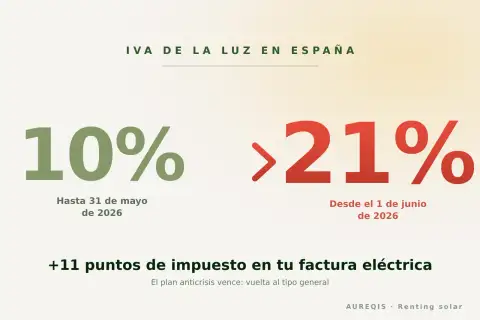 IVA DE LA LUZ EN ESPAÑA
10%
21%
Hasta 31 de mayo
de 2026
Desde el 1 de junio
de 2026
+11 puntos de impuesto en tu factura eléctrica
El plan anticrisis vence: vuelta al tipo general
AUREQIS · Renting solar